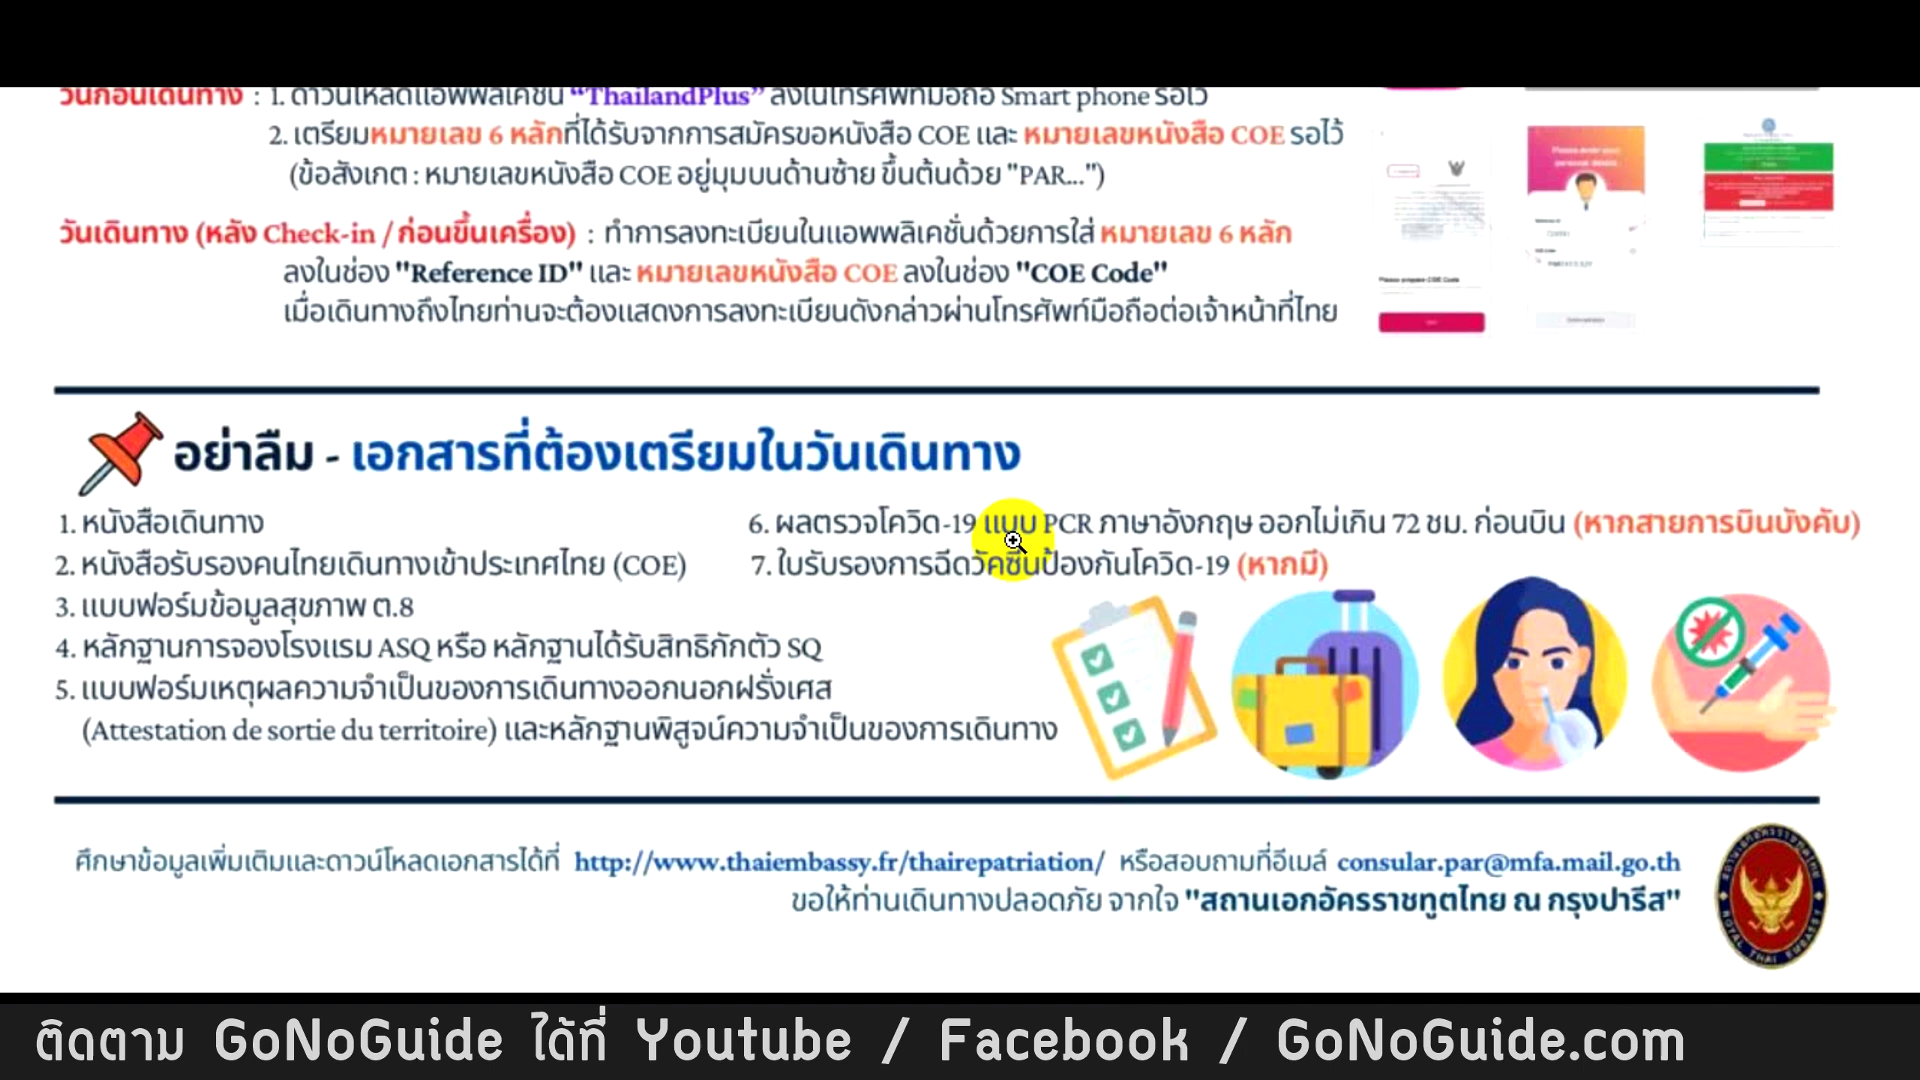 วันก่อนเดินทาง : 1. ดาวน์โหลดแอพพลิเคชั่น “ThailandPlus” ลงในโทรศัพท์มือถือ Smart phone รอไว้
2. เตรียมหมายเลข 6 หลักที่ได้รับจากการสมัครขอหนังสือ COE และ หมายเลขหนังสือ COE รอไว้
(ข้อสังเกต : หมายเลขหนังสือ COE อยู่มุมบนด้านซ้าย ขึ้นต้นด้วย "PAR...")
วันเดินทาง (หลัง Check-in / ก่อนขึ้นเครื่อง) : ทำการลงทะเบียนในแอพพลิเคชั่นด้วยการใส่ หมายเลข 6 หลัก
ลงในช่อง "Reference ID" และ หมายเลขหนังสือ COE ลงในช่อง "COE Code"
เมื่อเดินทางถึงไทยท่านจะต้องแสดงการลงทะเบียนดังกล่าวผ่านโทรศัพท์มือถือต่อเจ้าหน้าที่ไทย
Please enter your
personal details
Please prepare COE Code
อย่าลืม - เอกสารที่ต้องเตรียมในวันเดินทาง
1. หนังสือเดินทาง
2. หนังสือรับรองคนไทยเดินทางเข้าประเทศไทย (COE)
3. แบบฟอร์มข้อมูลสุขภาพ ต.8
4. หลักฐานการจองโรงแรม ASQ หรือ หลักฐานได้รับสิทธิกักตัว SQ
5. แบบฟอร์มเหตุผลความจำเป็นของการเดินทางออกนอกฝรั่งเศส
(Attestation de sortie du territoire) และหลักฐานพิสูจน์ความจำเป็นของการเดินทาง
6. ผลตรวจโควิด-19 แบบ PCR ภาษาอังกฤษ ออกไม่เกิน 72 ชม. ก่อนบิน (หากสายการบินบังคับ)
7. ใบรับรองการฉีดวัคซีนป้องกันโควิด-19 (หากมี)
ศึกษาข้อมูลเพิ่มเติมและดาวน์โหลดเอกสารได้ที่ http://www.thaiembassy.fr/thairepatriation/ หรือสอบถามที่อีเมล์ consular.par@mfa.mail.go.th
ขอให้ท่านเดินทางปลอดภัย จากใจ "สถานเอกอัครราชทูตไทย ณ กรุงปารีส"
ROYAL THAI EMBASSY
ติดตาม GoNoGuide ได้ที่ Youtube / Facebook / GoNoGuide.com